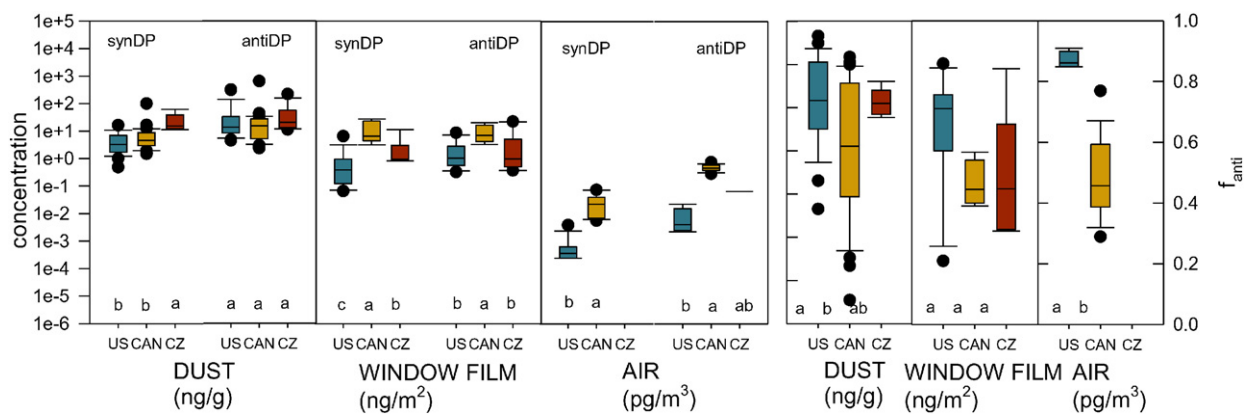 1e+5
1e+4
1e+3
1e+2
1e+1
1e+0
1e-1
1e-2
1e-3
1e-4
1e-5
1e-6
concentration
synDP antiDP synDP antiDP synDP antiDP
b b a a a a c a b b a b b a b a ab
a b ab a a a a b
1.0
0.8
0.6
0.4
0.2
0.0
f_anti
US CAN CZ US CAN CZ US CAN CZ US CAN CZ US CAN CZ US CAN CZ US CAN CZ US CAN CZ US CAN CZ
DUST WINDOW FILM AIR DUST WINDOW FILM AIR
(ng/g) (ng/m²) (pg/m³) (ng/g) (ng/m²) (pg/m³)